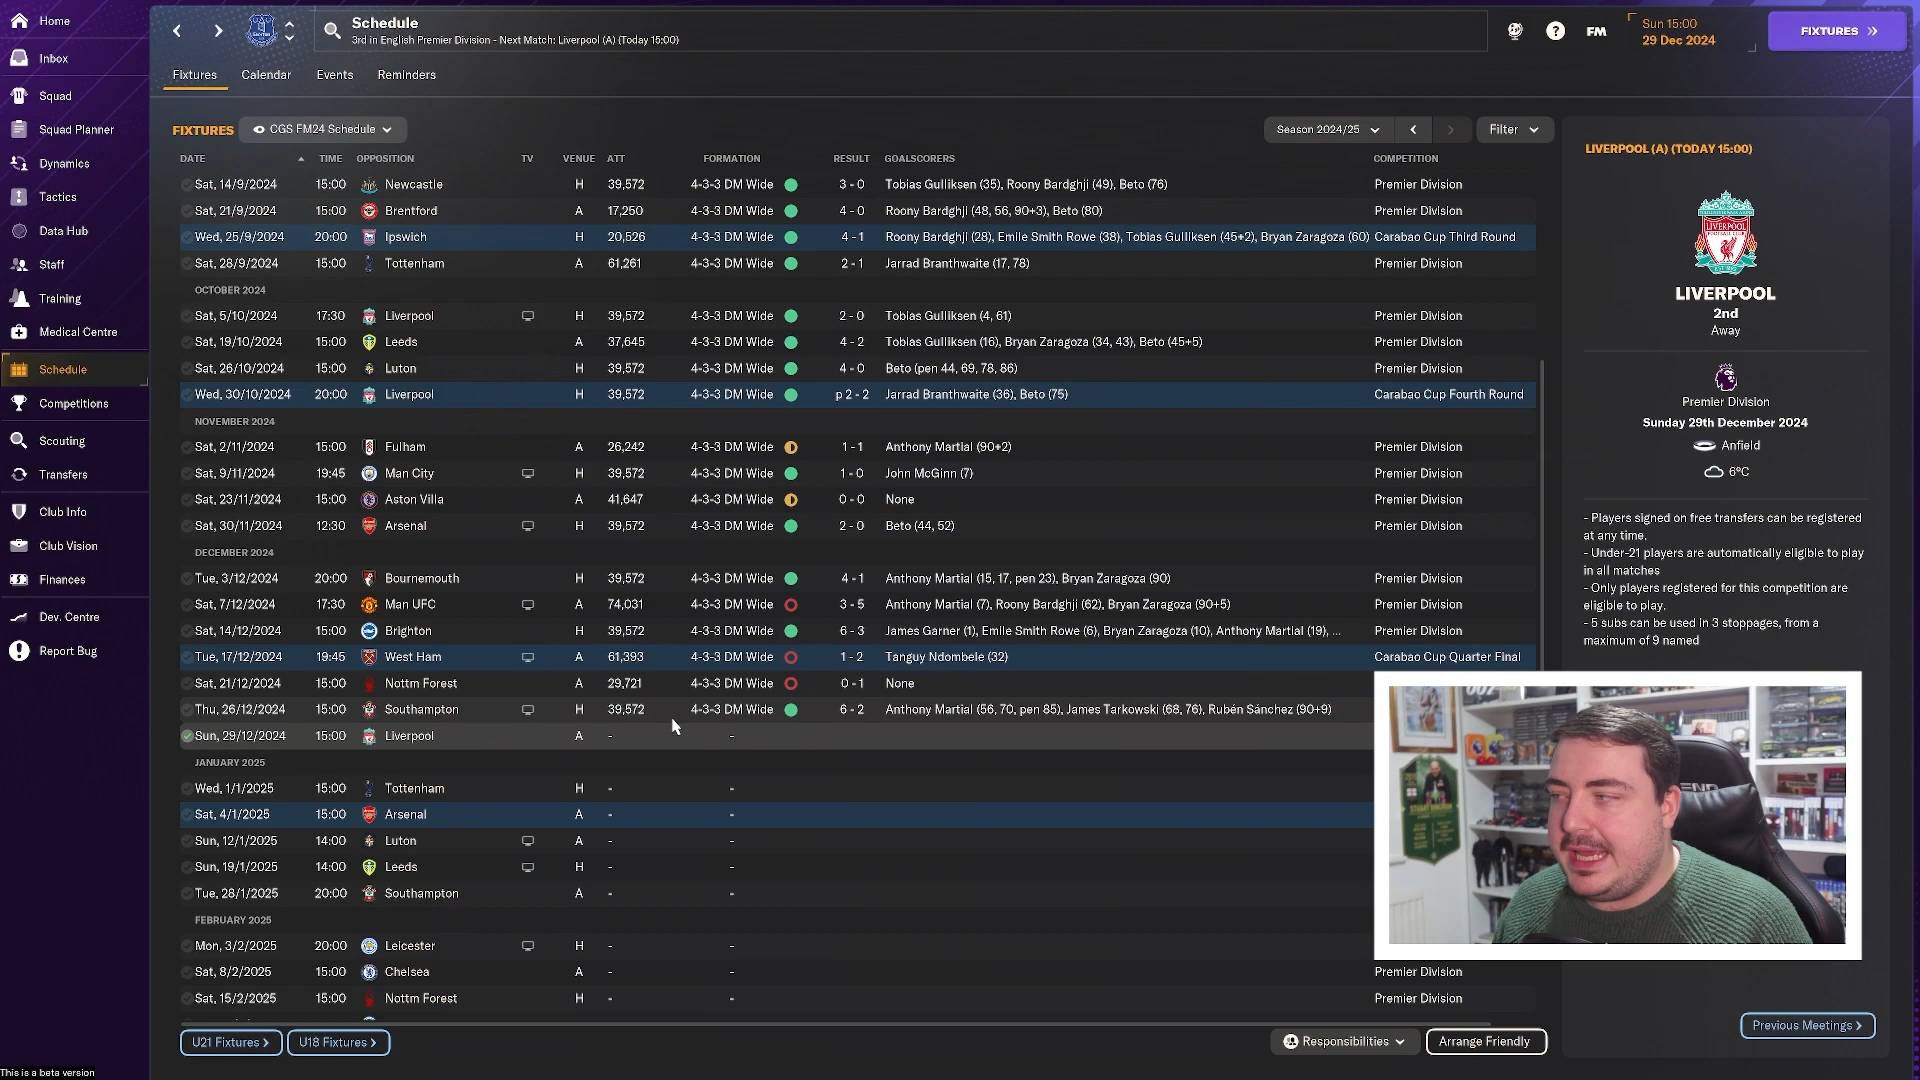 Home
Inbox
Squad
Squad Planner
Dynamics
Tactics
Data Hub
Staff
Training
Medical Centre
Schedule
Competitions
Scouting
Transfers
Club Info
Club Vision
Finances
Dev. Centre
Report Bug
This is a beta version
Schedule
3rd in English Premier Division - Next Match: Liverpool (A) (Today 15:00)
FM
Sun 15:00
29 Dec 2024
FIXTURES
Fixtures Calendar Events Reminders
FIXTURES CGS FM24 Schedule Season 2024/25 Filter
DATE TIME OPPOSITION TV VENUE ATT FORMATION RESULT GOALSCORERS COMPETITION
Sat, 14/9/2024 15:00 Newcastle H 39,572 4-3-3 DM Wide 3 - 0 Tobias Gulliksen (35), Roony Bardghji (49), Beto (76) Premier Division
Sat, 21/9/2024 15:00 Brentford A 17,250 4-3-3 DM Wide 4 - 0 Roony Bardghji (48, 56, 90+3), Beto (80) Premier Division
Wed, 25/9/2024 20:00 Ipswich H 20,526 4-3-3 DM Wide 4 - 1 Roony Bardghji (28), Emile Smith Rowe (38), Tobias Gulliksen (45+2), Bryan Zaragoza (60) Carabao Cup Third Round
Sat, 28/9/2024 15:00 Tottenham A 61,261 4-3-3 DM Wide 2 - 1 Jarrad Branthwaite (17, 78) Premier Division
OCTOBER 2024
Sat, 5/10/2024 17:30 Liverpool H 39,572 4-3-3 DM Wide 2 - 0 Tobias Gulliksen (4, 61) Premier Division
Sat, 19/10/2024 15:00 Leeds A 37,645 4-3-3 DM Wide 4 - 2 Tobias Gulliksen (16), Bryan Zaragoza (34, 43), Beto (45+5) Premier Division
Sat, 26/10/2024 15:00 Luton H 39,572 4-3-3 DM Wide 4 - 0 Beto (pen 44, 69, 78, 86) Premier Division
Wed, 30/10/2024 20:00 Liverpool H 39,572 4-3-3 DM Wide p 2 - 2 Jarrad Branthwaite (36), Beto (75) Carabao Cup Fourth Round
NOVEMBER 2024
Sat, 2/11/2024 15:00 Fulham A 26,242 4-3-3 DM Wide 1 - 1 Anthony Martial (90+2) Premier Division
Sat, 9/11/2024 19:45 Man City H 39,572 4-3-3 DM Wide 1 - 0 John McGinn (7) Premier Division
Sat, 23/11/2024 15:00 Aston Villa A 41,647 4-3-3 DM Wide 0 - 0 None Premier Division
Sat, 30/11/2024 12:30 Arsenal H 39,572 4-3-3 DM Wide 2 - 0 Beto (44, 52) Premier Division
DECEMBER 2024
Tue, 3/12/2024 20:00 Bournemouth H 39,572 4-3-3 DM Wide 4 - 1 Anthony Martial (15, 17, pen 23), Bryan Zaragoza (90) Premier Division
Sat, 7/12/2024 17:30 Man UFC A 74,031 4-3-3 DM Wide 3 - 5 Anthony Martial (7), Roony Bardghji (62), Bryan Zaragoza (90+5) Premier Division
Sat, 14/12/2024 15:00 Brighton H 39,572 4-3-3 DM Wide 6 - 3 James Garner (1), Emile Smith Rowe (6), Bryan Zaragoza (10), Anthony Martial (19), ... Premier Division
Tue, 17/12/2024 19:45 West Ham A 61,393 4-3-3 DM Wide 1 - 2 Tanguy Ndombele (32) Carabao Cup Quarter Final
Sat, 21/12/2024 15:00 Nottm Forest A 29,721 4-3-3 DM Wide 0 - 1 None
Thu, 26/12/2024 15:00 Southampton H 39,572 4-3-3 DM Wide 6 - 2 Anthony Martial (56, 70, pen 85), James Tarkowski (68, 76), Rubén Sánchez (90+9)
Sun, 29/12/2024 15:00 Liverpool A - -
JANUARY 2025
Wed, 1/1/2025 15:00 Tottenham H - -
Sat, 4/1/2025 15:00 Arsenal A - -
Sun, 12/1/2025 14:00 Luton A - -
Sun, 19/1/2025 14:00 Leeds H - -
Tue, 28/1/2025 20:00 Southampton A - -
FEBRUARY 2025
Mon, 3/2/2025 20:00 Leicester H - -
Sat, 8/2/2025 15:00 Chelsea A - - Premier Division
Sat, 15/2/2025 15:00 Nottm Forest H - - Premier Division
U21 Fixtures U18 Fixtures Responsibilities Arrange Friendly
LIVERPOOL (A) (TODAY 15:00)
LIVERPOOL
2nd
Away
Premier Division
Sunday 29th December 2024
Anfield
6°C
- Players signed on free transfers can be registered
at any time.
- Under-21 players are automatically eligible to play
in all matches
- Only players registered for this competition are
eligible to play.
- 5 subs can be used in 3 stoppages, from a
maximum of 9 named
Previous Meetings